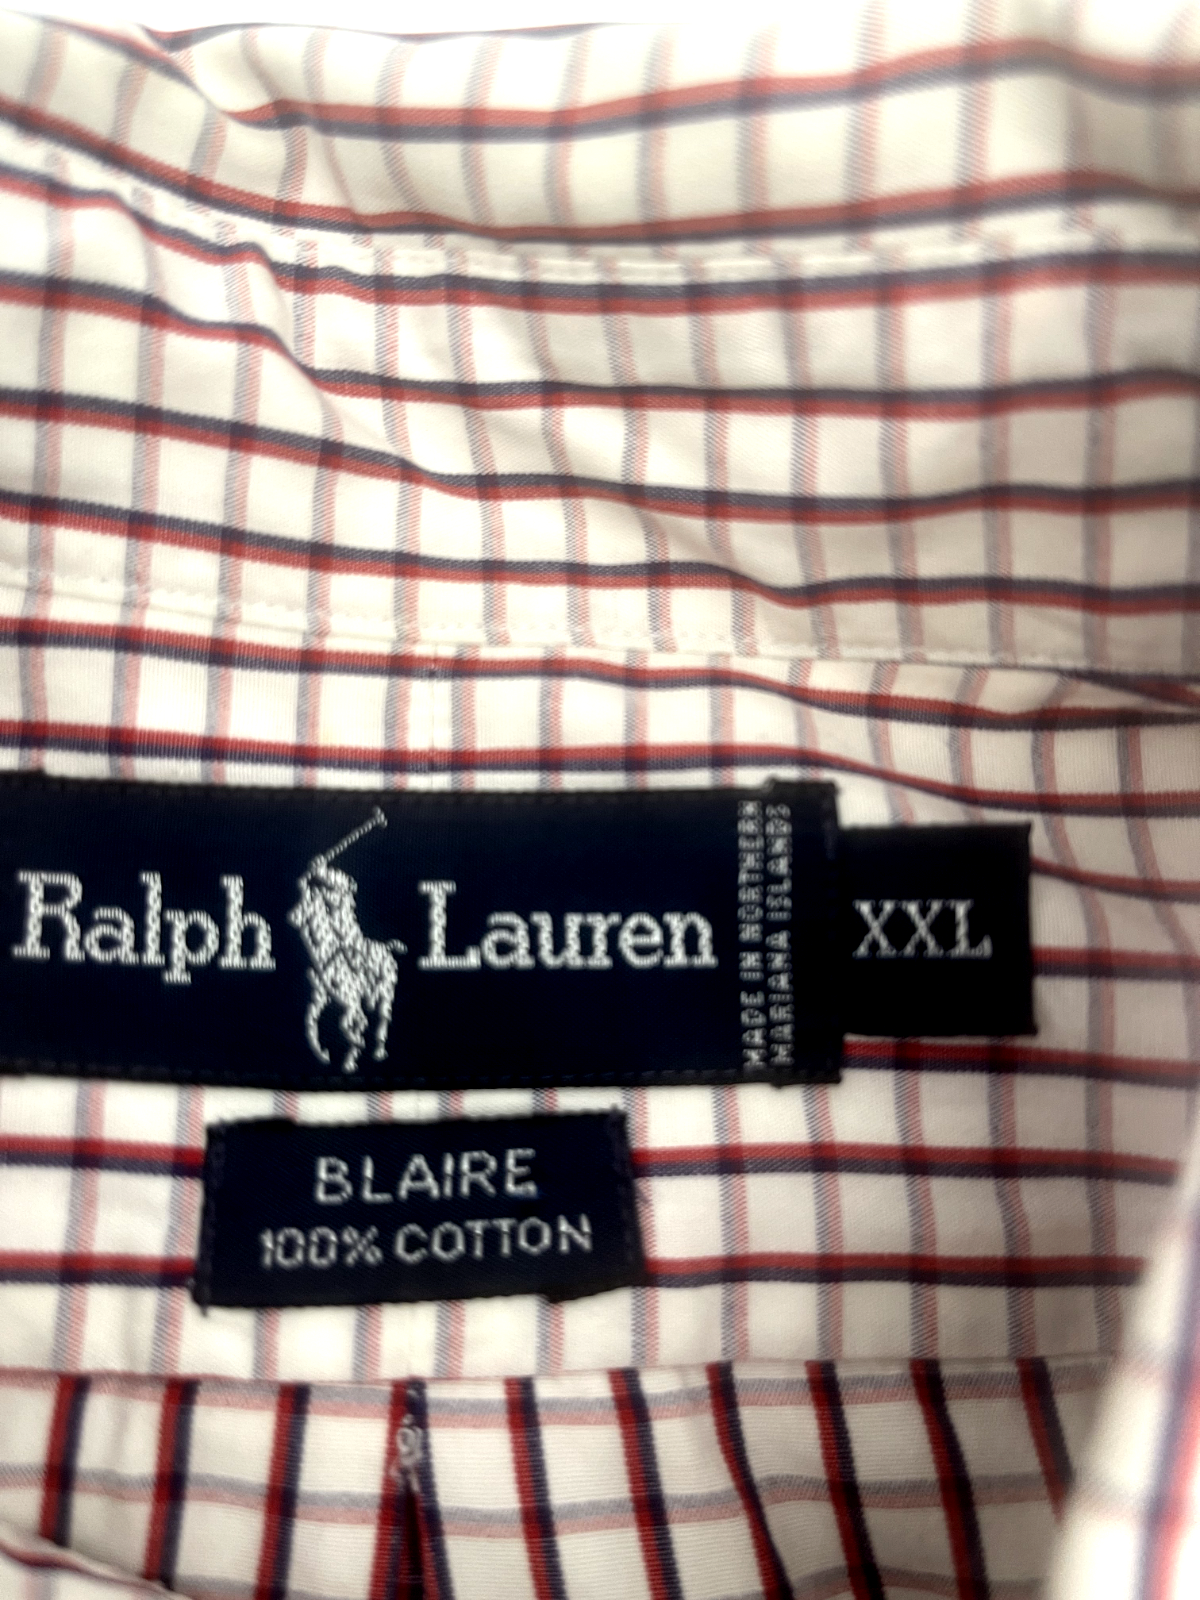 Ralph Lauren
MADE IN NORTHERN
MARIANA ISLANDS
XXL
BLAIRE
100% COTTON